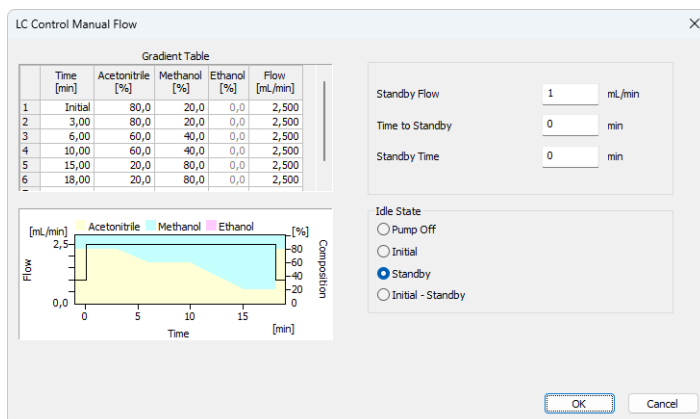 LC Control Manual Flow
Gradient Table
Time [min] Acetonitrile [%] Methanol [%] Ethanol [%] Flow [mL/min]
1 Initial 80,0 20,0 0,0 2,500
2 3,00 80,0 20,0 0,0 2,500
3 6,00 60,0 40,0 0,0 2,500
4 10,00 60,0 40,0 0,0 2,500
5 15,00 20,0 80,0 0,0 2,500
6 18,00 20,0 80,0 0,0 2,500
Standby Flow 1 mL/min
Time to Standby 0 min
Standby Time 0 min
[mL/min] Acetonitrile Methanol Ethanol [%]
2,5
0,0
Flow
80
60
40
20
0
Composition
0 5 10 15 [min]
Time
Idle State
Pump Off
Initial
Standby
Initial - Standby
OK Cancel